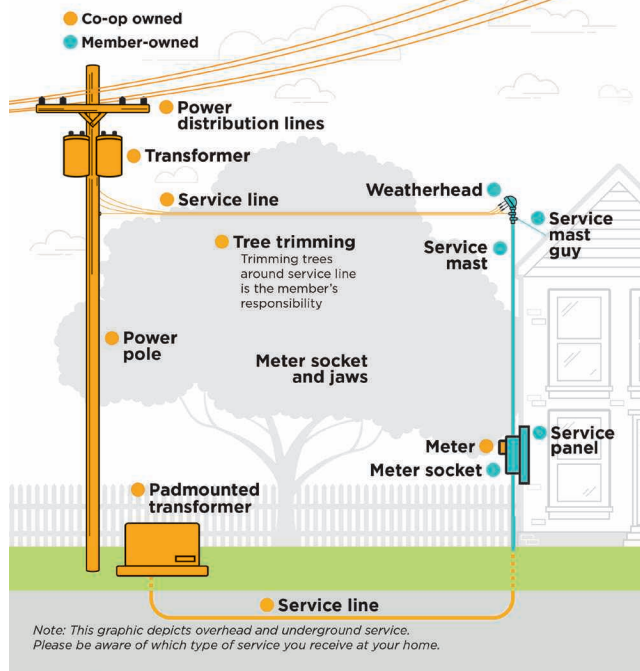 Co-op owned
Member-owned
Power
distribution lines
Transformer
Service line
Weatherhead
Service
mast
guy
Service
mast
Tree trimming
Trimming trees
around service line
is the member's
responsibility
Power
pole
Meter socket
and jaws
Meter
Service
panel
Meter socket
Padmounted
transformer
Service line
Note: This graphic depicts overhead and underground service.
Please be aware of which type of service you receive at your home.